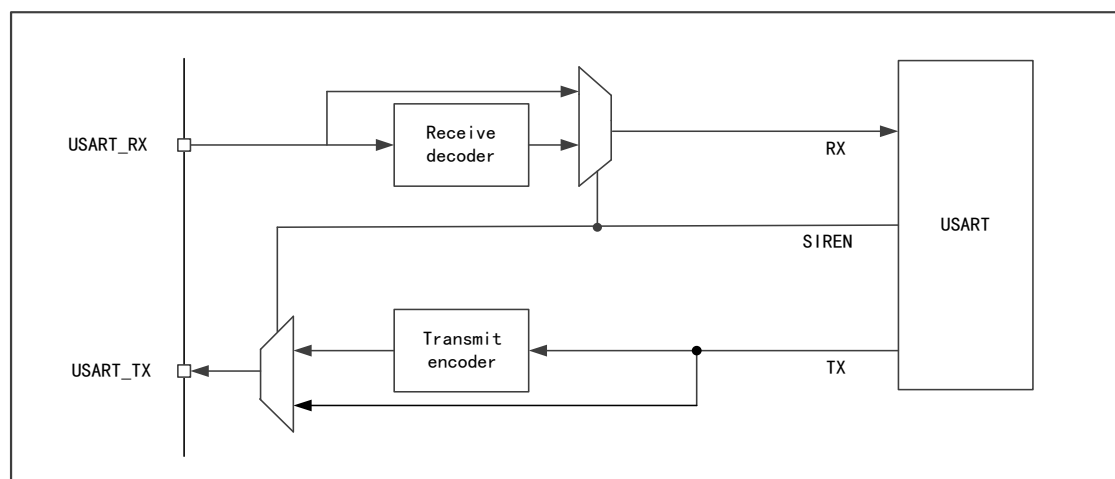 USART_RX
Receive
decoder
RX
USART
SIREN
Transmit
encoder
USART_TX
TX